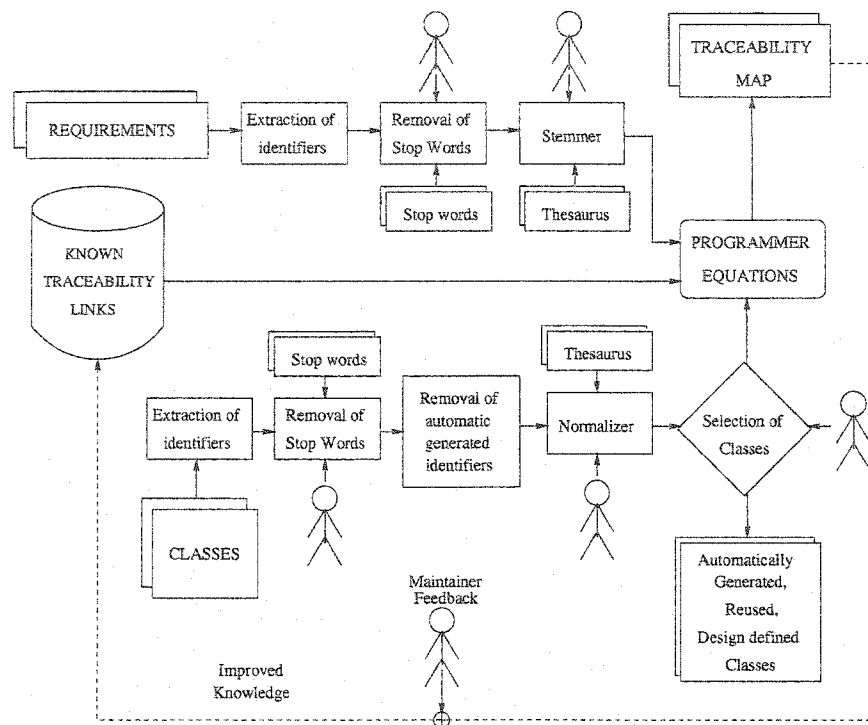 TRACEABILITY
MAP
REQUIREMENTS
Extraction of
identifiers
Removal of
Stop Words
Stemmer
Stop words
Thesaurus
KNOWN
TRACEABILITY
LINKS
PROGRAMMER
EQUATIONS
Stop words
Thesaurus
Extraction of
identifiers
Removal of
Stop Words
Removal of
automatic
generated
identifiers
Normalizer
Selection of
Classes
CLASSES
Automatically
Generated,
Reused,
Design defined
Classes
Maintainer
Feedback
Improved
Knowledge